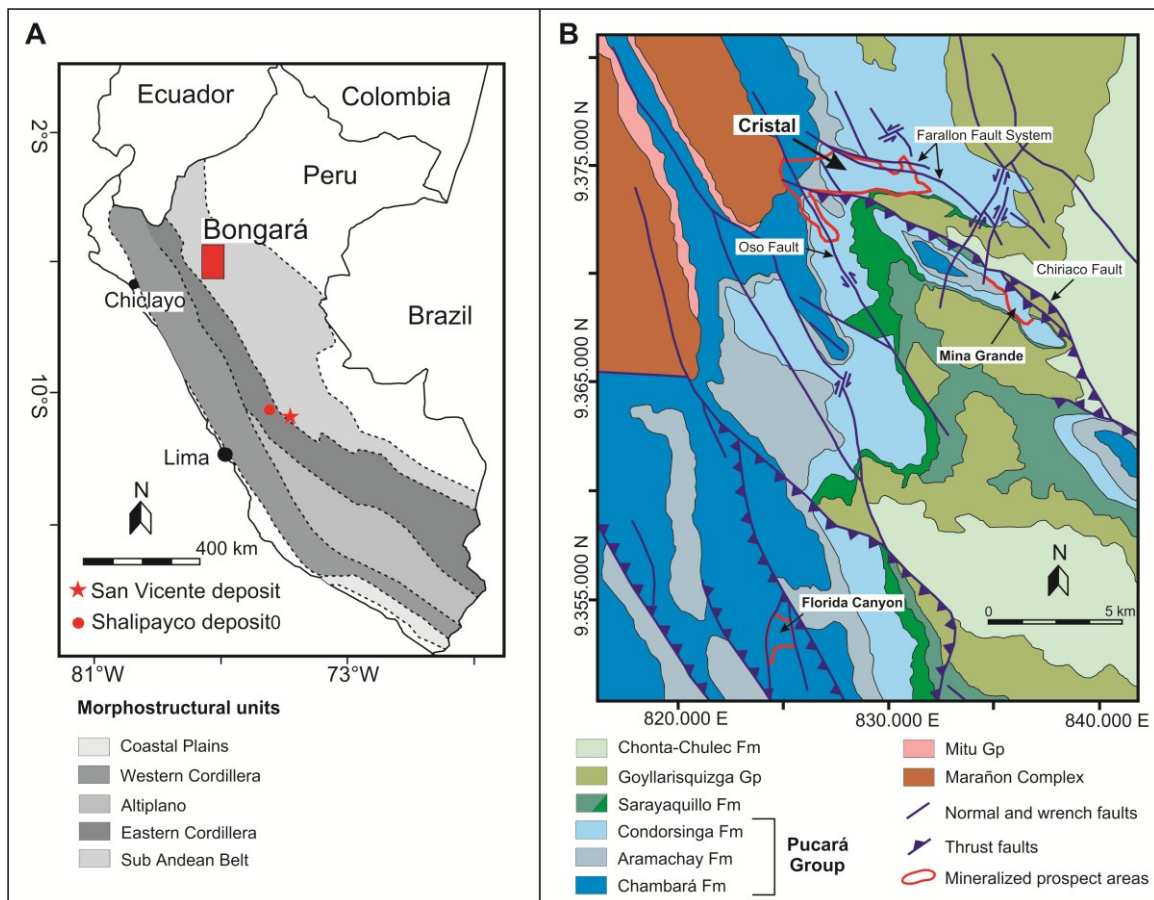 A
Ecuador
Colombia
2°S
Peru
Bongará
Chiclayo
Brazil
10°S
Lima
N
400 km
San Vicente deposit
Shalipayco deposit0
81°W
73°W
Morphostructural units
Coastal Plains
Western Cordillera
Altiplano
Eastern Cordillera
Sub Andean Belt
B
Cristal
Farallon Fault System
9.375.000 N
Oso Fault
Chiriaco Fault
Mina Grande
9.365.000 N
N
Florida Canyon
0
5 km
9.355.000 N
820.000 E
830.000 E
840.000 E
Chonta-Chulec Fm
Goyllarisquizga Gp
Sarayaquillo Fm
Condorsinga Fm
Aramachay Fm
Chambará Fm
Pucará
Group
Mitu Gp
Marañon Complex
Normal and wrench faults
Thrust faults
Mineralized prospect areas